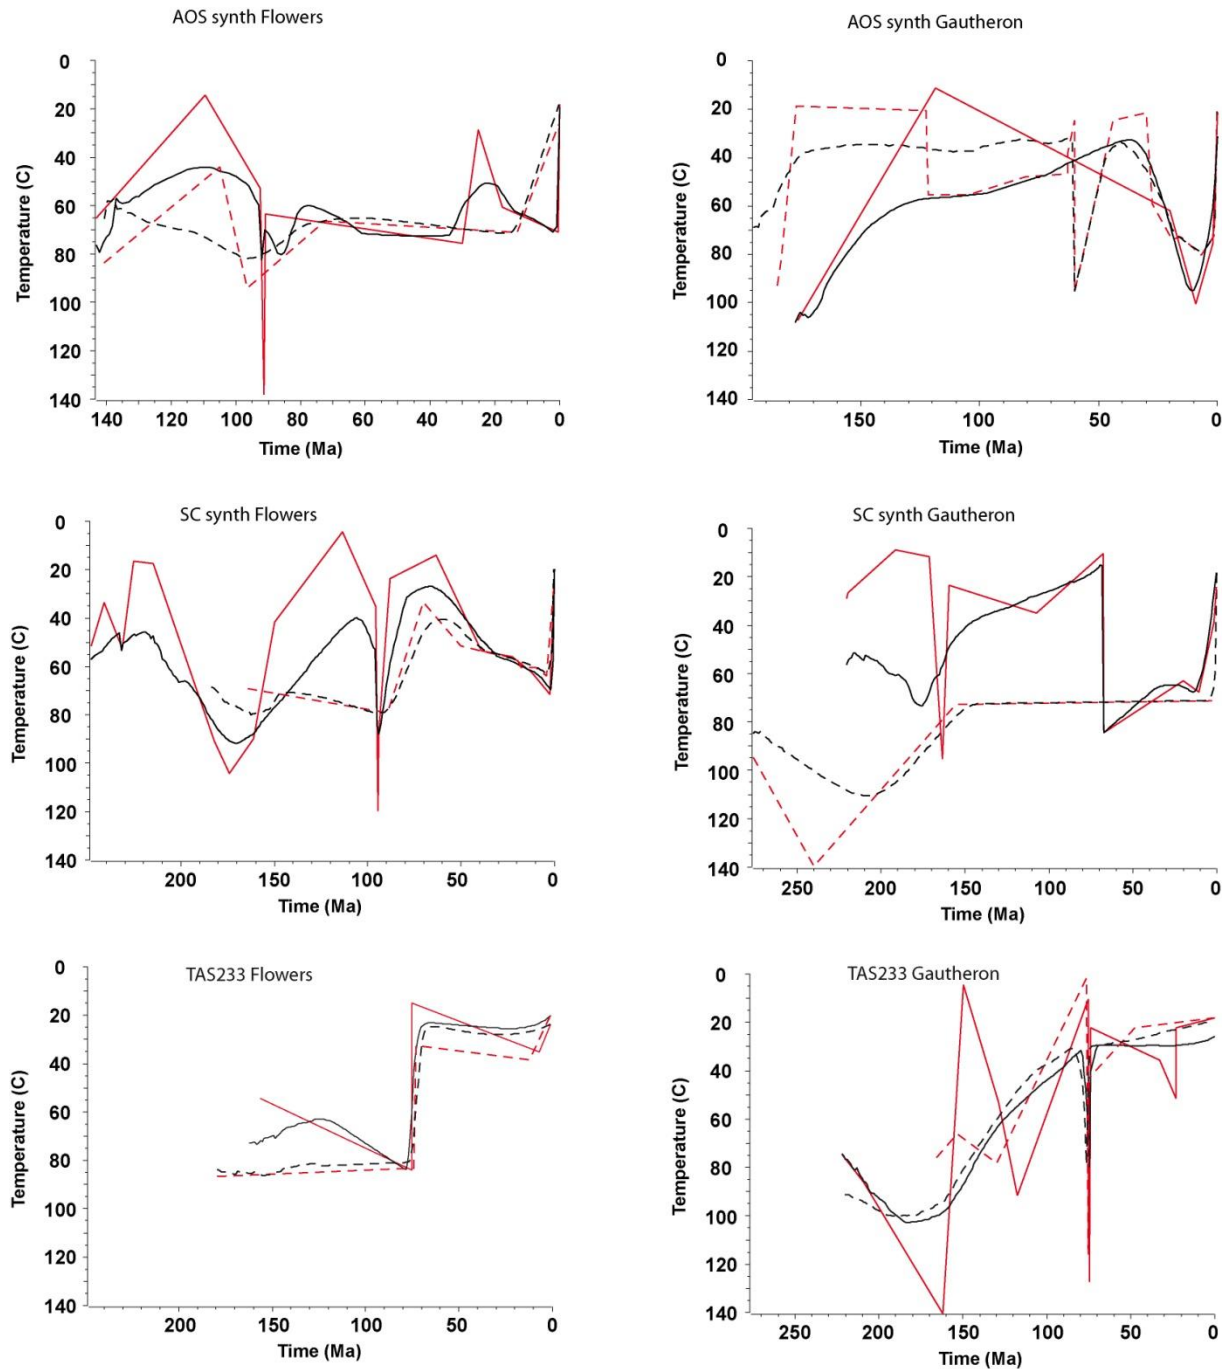 AOS synth Flowers
0
20
40
60
80
100
120
140
Temperature (C)
140 120 100 80 60 40 20 0
Time (Ma)
AOS synth Gautheron
0
20
40
60
80
100
120
140
Temperature (C)
150 100 50 0
Time (Ma)
SC synth Flowers
0
20
40
60
80
100
120
140
Temperature (C)
200 150 100 50 0
Time (Ma)
SC synth Gautheron
0
20
40
60
80
100
120
140
Temperature (C)
250 200 150 100 50 0
Time (Ma)
TAS233 Flowers
0
20
40
60
80
100
120
140
Temperature (C)
200 150 100 50 0
Time (Ma)
TAS233 Gautheron
0
20
40
60
80
100
120
140
Temperature (C)
250 200 150 100 50 0
Time (Ma)